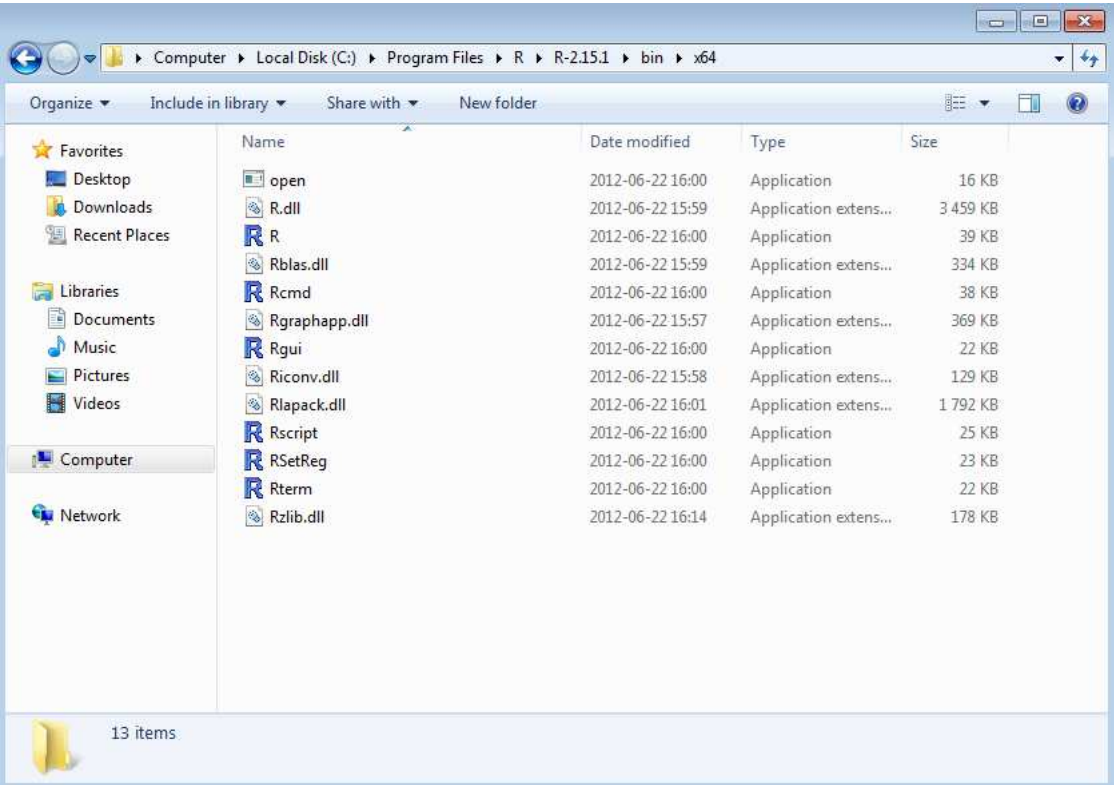 Computer Local Disk (C:) Program Files R R-2.15.1 bin x64
Organize Include in library Share with New folder
Favorites
Desktop
Downloads
Recent Places
Libraries
Documents
Music
Pictures
Videos
Computer
Network
Name Date modified Type Size
open 2012-06-22 16:00 Application 16 KB
R.dll 2012-06-22 15:59 Application extens... 3 459 KB
R 2012-06-22 16:00 Application 39 KB
Rblas.dll 2012-06-22 15:59 Application extens... 334 KB
Rcmd 2012-06-22 16:00 Application 38 KB
Rgraphapp.dll 2012-06-22 15:57 Application extens... 369 KB
Rgui 2012-06-22 16:00 Application 22 KB
Riconv.dll 2012-06-22 15:58 Application extens... 129 KB
Rlapack.dll 2012-06-22 16:01 Application extens... 1 792 KB
Rscript 2012-06-22 16:00 Application 25 KB
RSetReg 2012-06-22 16:00 Application 23 KB
Rterm 2012-06-22 16:00 Application 22 KB
Rzlib.dll 2012-06-22 16:14 Application extens... 178 KB
13 items